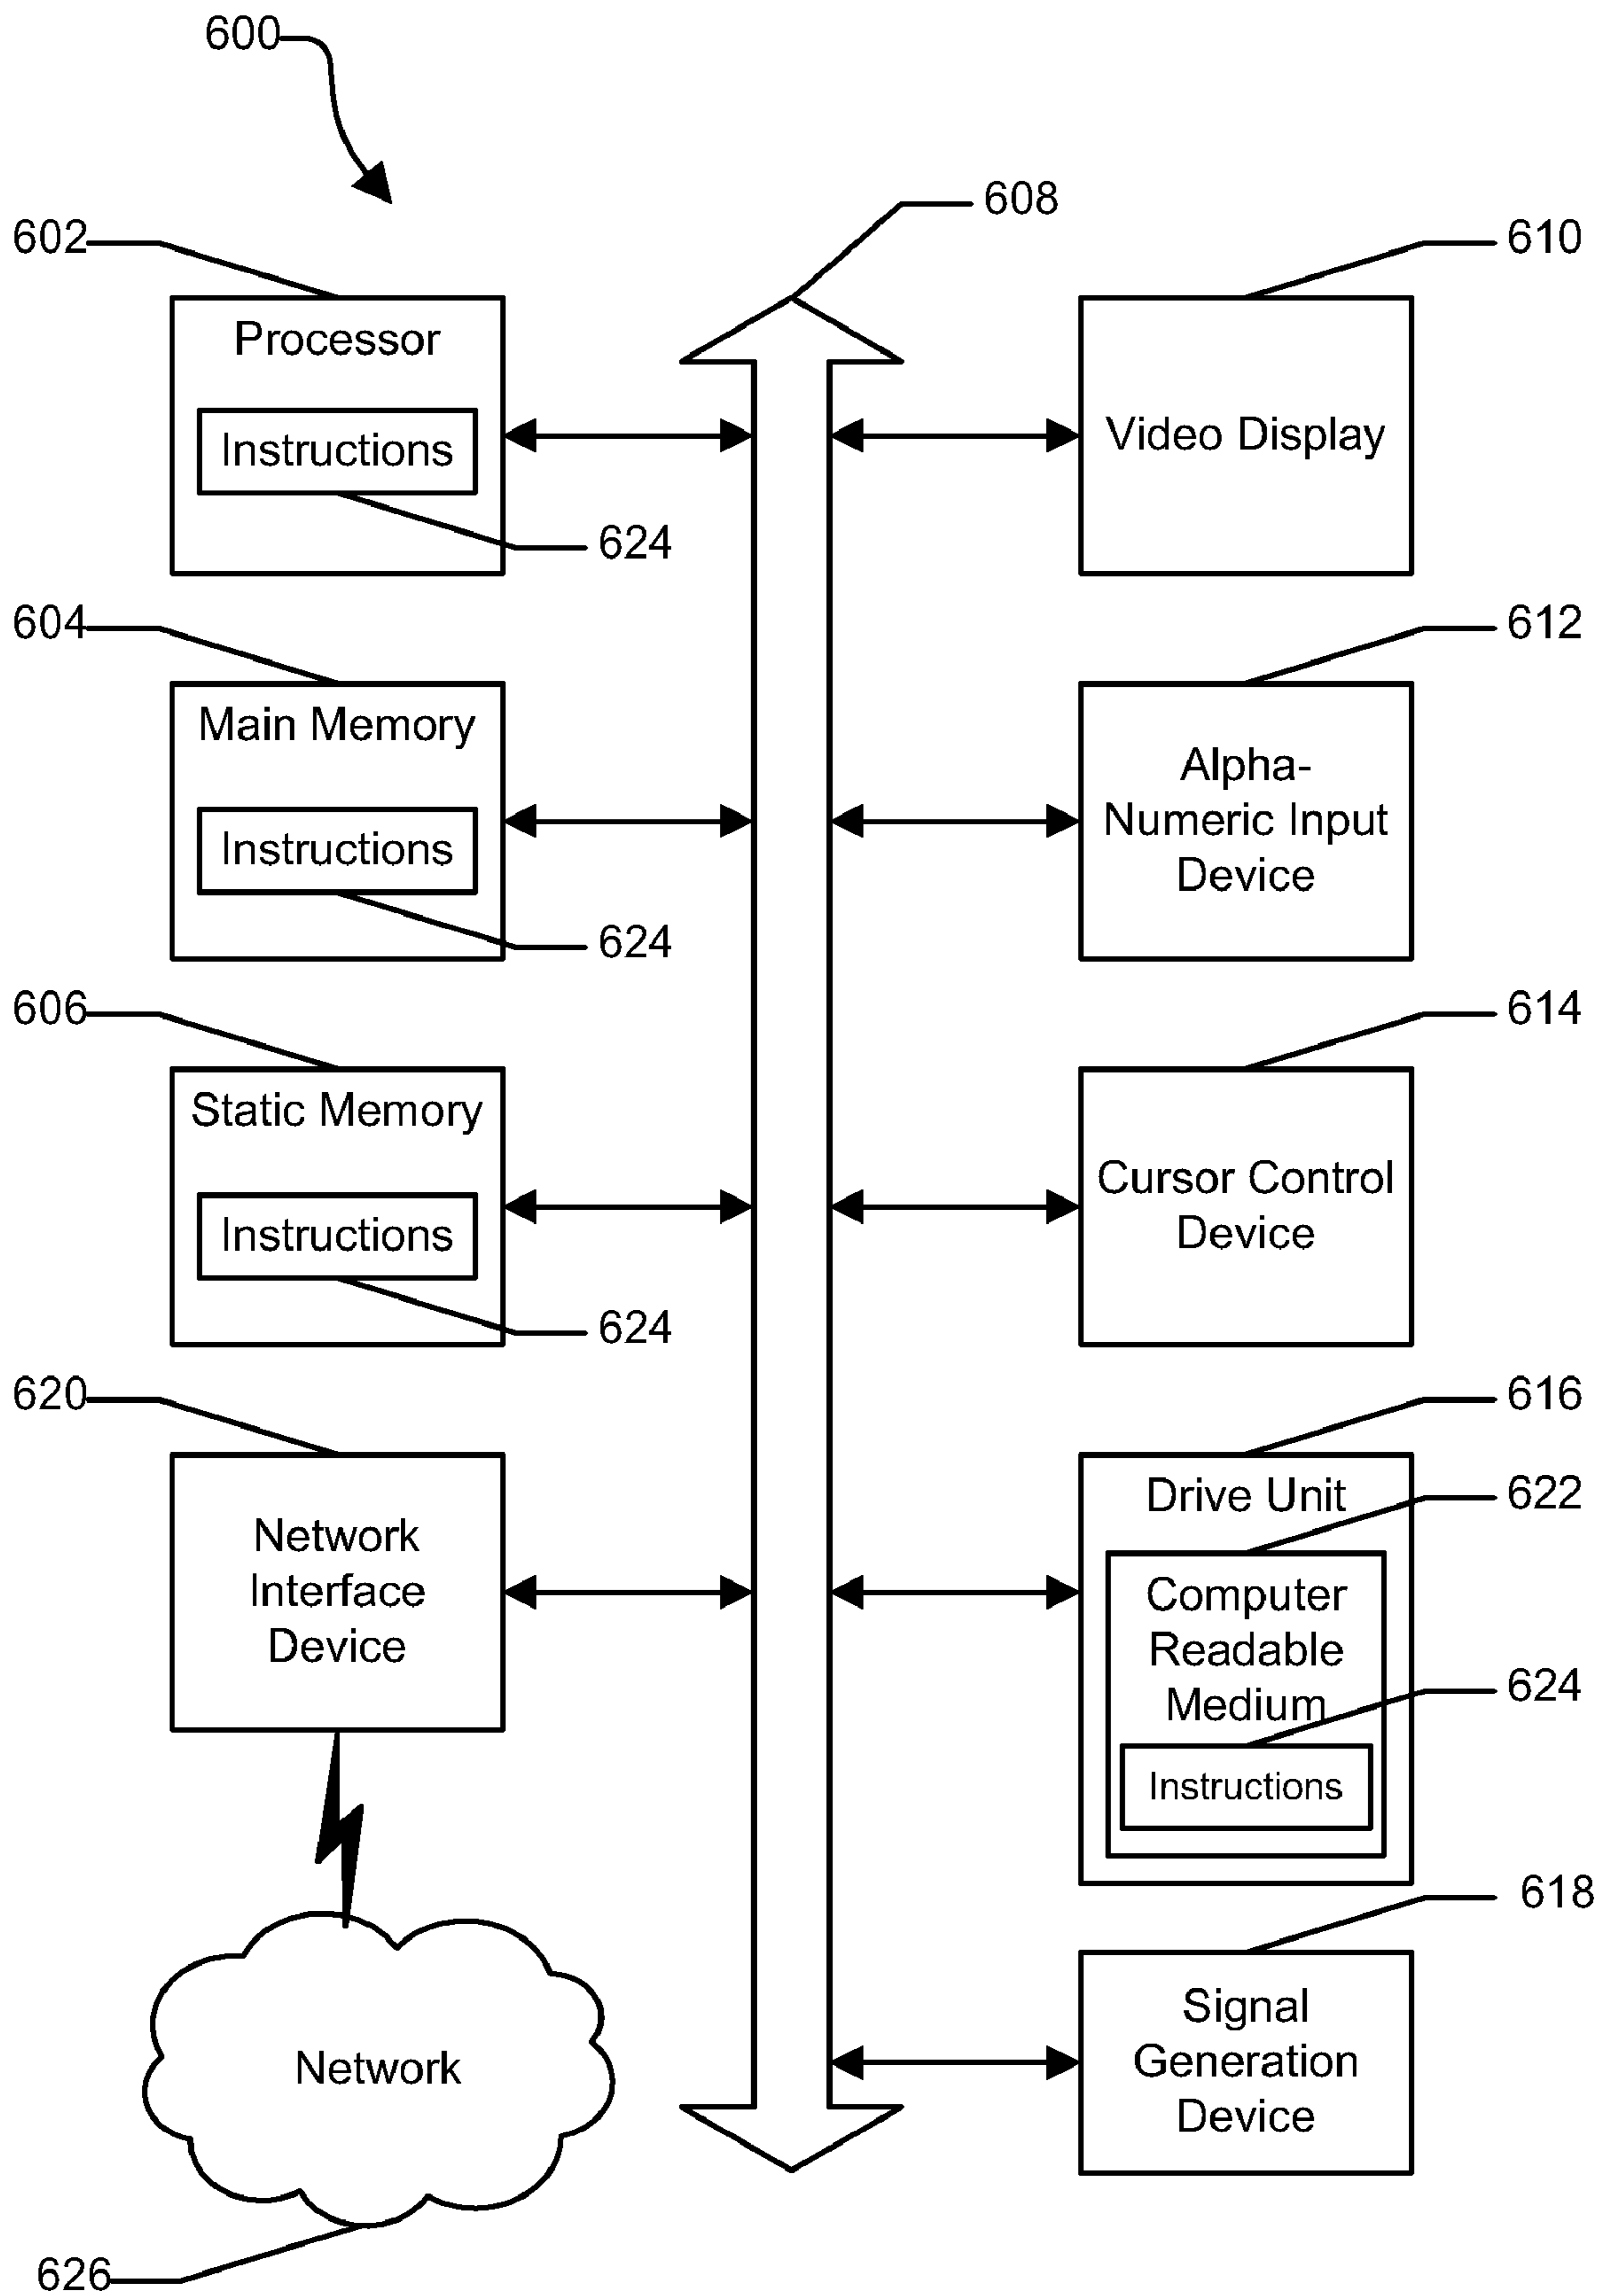 600
608
602
610
Processor
Instructions
624
Video Display
604
612
Main Memory
Instructions
624
Alpha-
Numeric Input
Device
606
614
Static Memory
Instructions
624
Cursor Control
Device
620
616
Network
Interface
Device
Drive Unit
622
Computer
Readable
Medium
624
Instructions
618
Signal
Generation
Device
Network
626